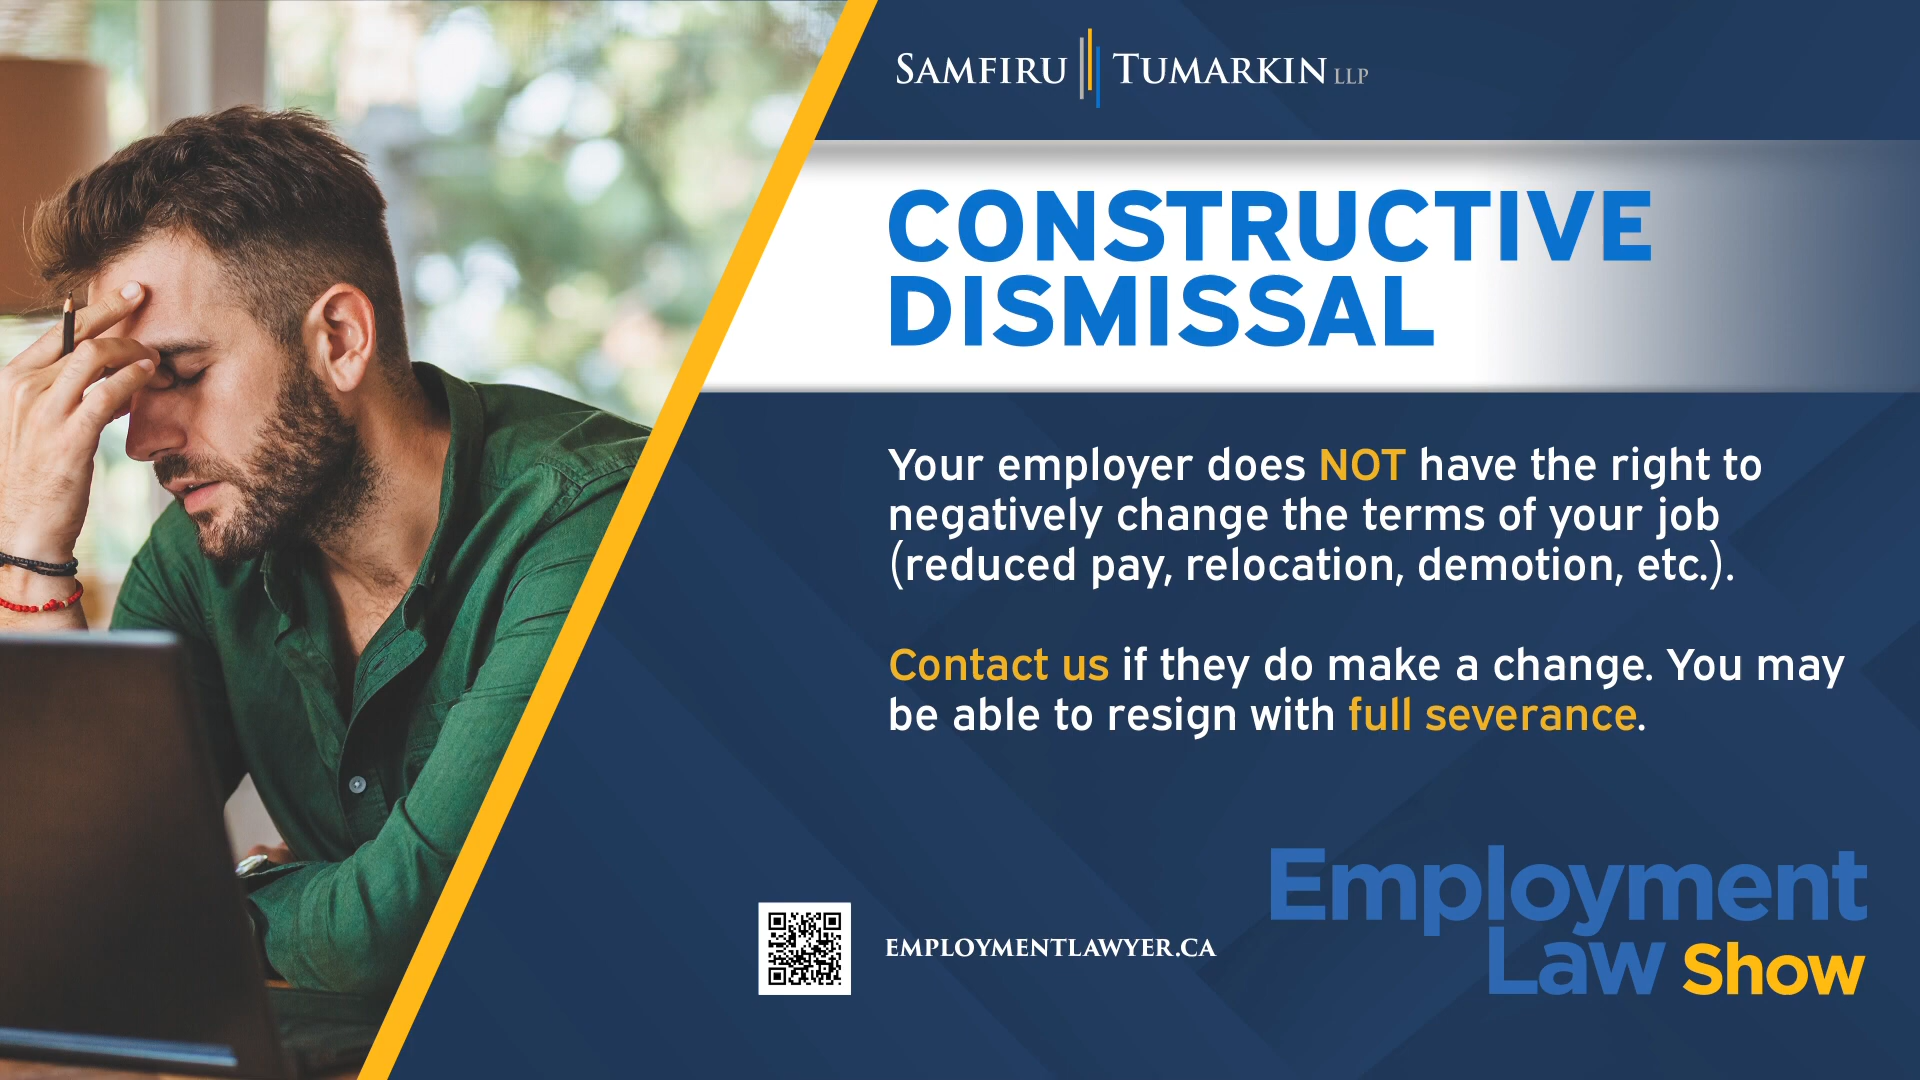 SAMFIRU TUMARKIN LLP
CONSTRUCTIVE
DISMISSAL
Your employer does NOT have the right to
negatively change the terms of your job
(reduced pay, relocation, demotion, etc.).
Contact us if they do make a change. You may
be able to resign with full severance.
EMPLOYMENTLAWYER.CA
Employment
Law Show